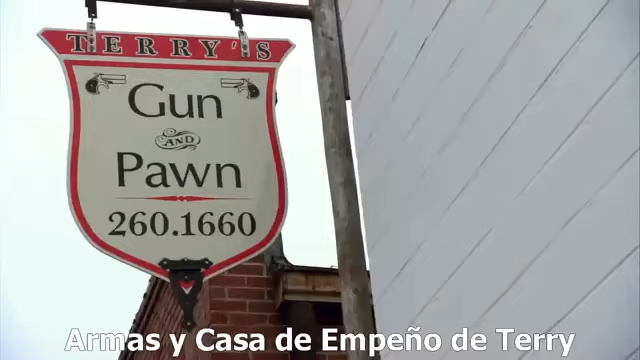 TERRY'S
Gun
AND
Pawn
260.1660
Armas y Casa de Empeño de Terry